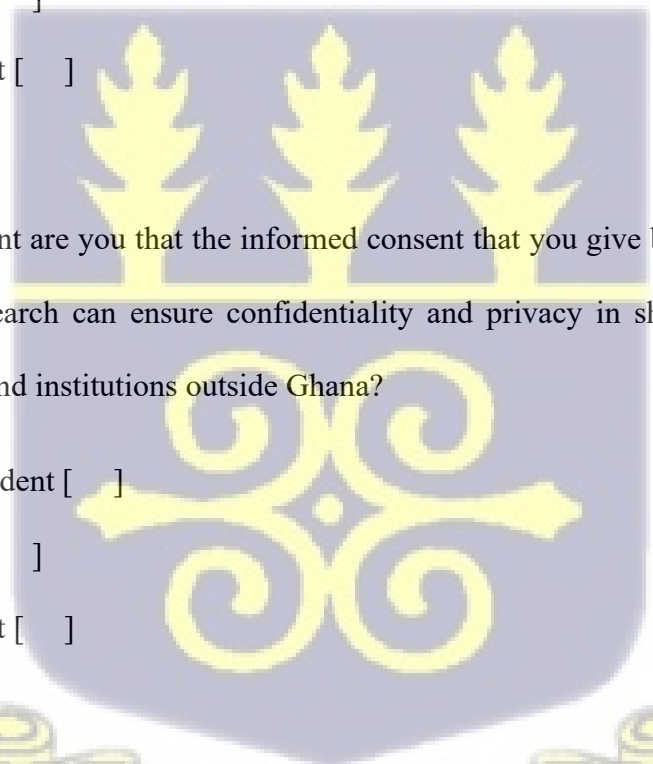 ]
t [ ]
nt are you that the informed consent that you give
earch can ensure confidentiality and privacy in sh
nd institutions outside Ghana?
dent [ ]
]
t [ ]